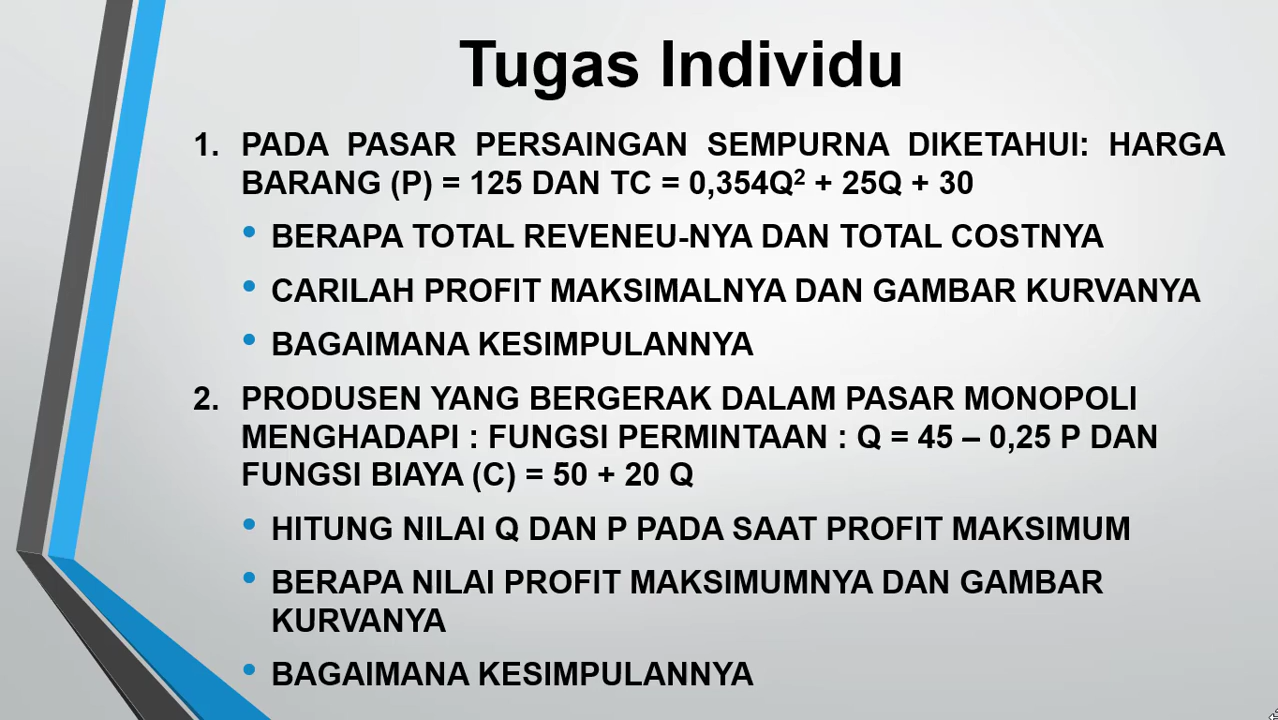 Tugas Individu
1. PADA PASAR PERSAINGAN SEMPURNA DIKETAHUI: HARGA
BARANG (P) = 125 DAN TC = 0,354Q² + 25Q + 30
• BERAPA TOTAL REVENEU-NYA DAN TOTAL COSTNYA
• CARILAH PROFIT MAKSIMALNYA DAN GAMBAR KURVANYA
• BAGAIMANA KESIMPULANNYA
2. PRODUSEN YANG BERGERAK DALAM PASAR MONOPOLI
MENGHADAPI : FUNGSI PERMINTAAN : Q = 45 – 0,25 P DAN
FUNGSI BIAYA (C) = 50 + 20 Q
• HITUNG NILAI Q DAN P PADA SAAT PROFIT MAKSIMUM
• BERAPA NILAI PROFIT MAKSIMUMNYA DAN GAMBAR
KURVANYA
• BAGAIMANA KESIMPULANNYA